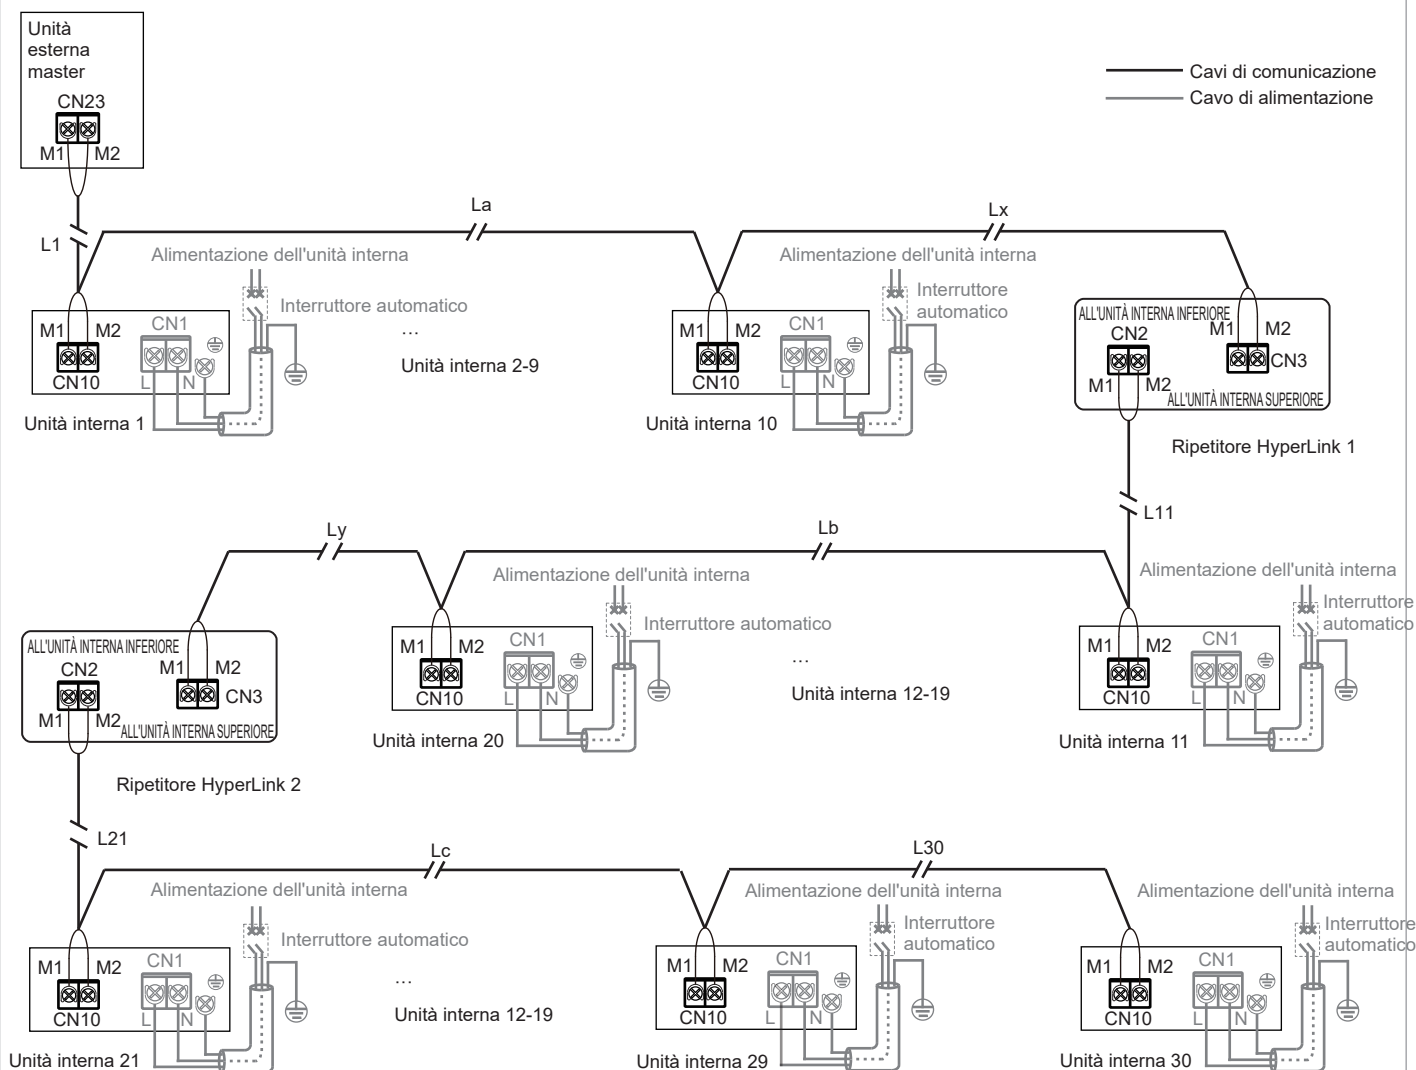 Unità
esterna
master
CN23
M1 M2
Cavi di comunicazione
Cavo di alimentazione
L1
La
Lx
Alimentazione dell'unità interna
Interruttore automatico
M1 M2
CN1
CN10
L N
Unità interna 1
...
Unità interna 2-9
Alimentazione dell'unità interna
Interruttore
automatico
M1 M2
CN1
CN10
L N
Unità interna 10
ALL'UNITÀ INTERNA INFERIORE
CN2
M1 M2
M1 M2
CN3
ALL'UNITÀ INTERNA SUPERIORE
Ripetitore HyperLink 1
L11
Ly
Lb
ALL'UNITÀ INTERNA INFERIORE
CN2
M1 M2
M1 M2
CN3
ALL'UNITÀ INTERNA SUPERIORE
Ripetitore HyperLink 2
Alimentazione dell'unità interna
Interruttore automatico
M1 M2
CN1
CN10
L N
Unità interna 20
...
Unità interna 12-19
Alimentazione dell'unità interna
Interruttore
automatico
M1 M2
CN1
CN10
L N
Unità interna 11
L21
Lc
L30
Alimentazione dell'unità interna
Interruttore automatico
M1 M2
CN1
CN10
L N
Unità interna 21
...
Unità interna 12-19
Alimentazione dell'unità interna
Interruttore
automatico
M1 M2
CN1
CN10
L N
Unità interna 29
Alimentazione dell'unità interna
Interruttore
automatico
M1 M2
CN1
CN10
L N
Unità interna 30